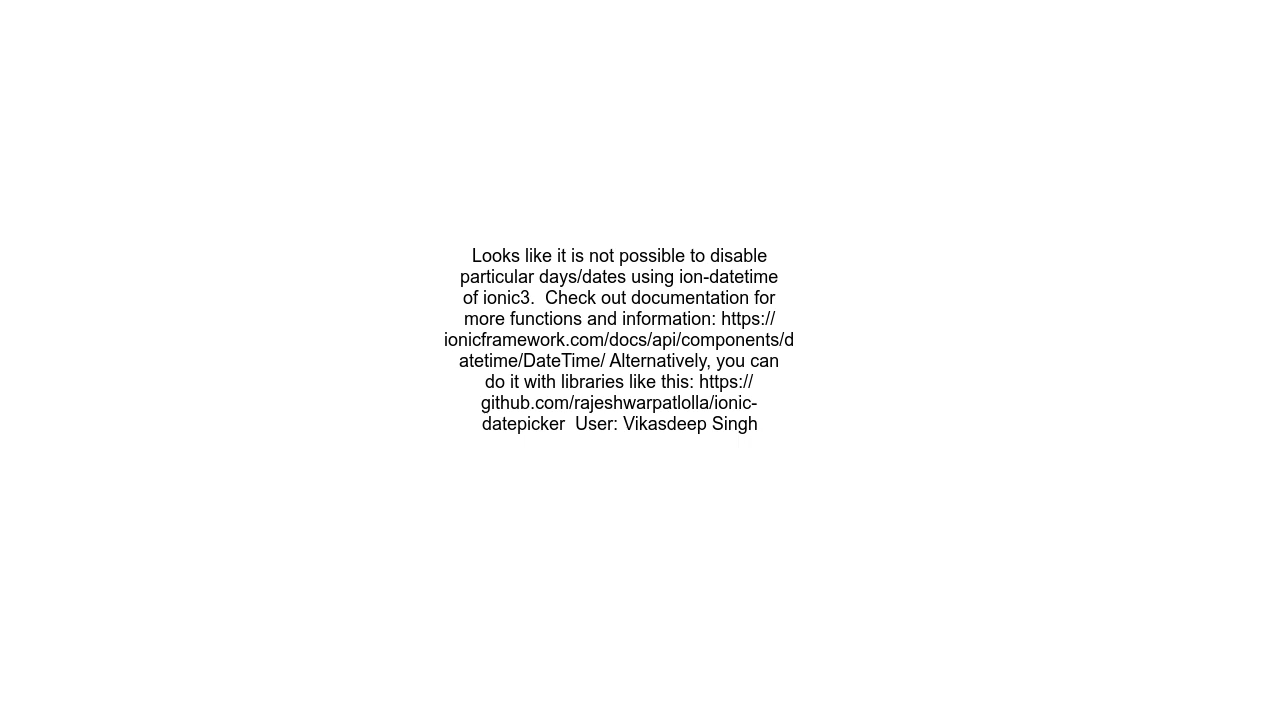 Looks like it is not possible to disable
particular days/dates using ion-datetime
of ionic3.  Check out documentation for
more functions and information: https://
ionicframework.com/docs/api/components/d
atetime/DateTime/ Alternatively, you can
do it with libraries like this: https://
github.com/rajeshwarpatlolla/ionic-
datepicker  User: Vikasdeep Singh